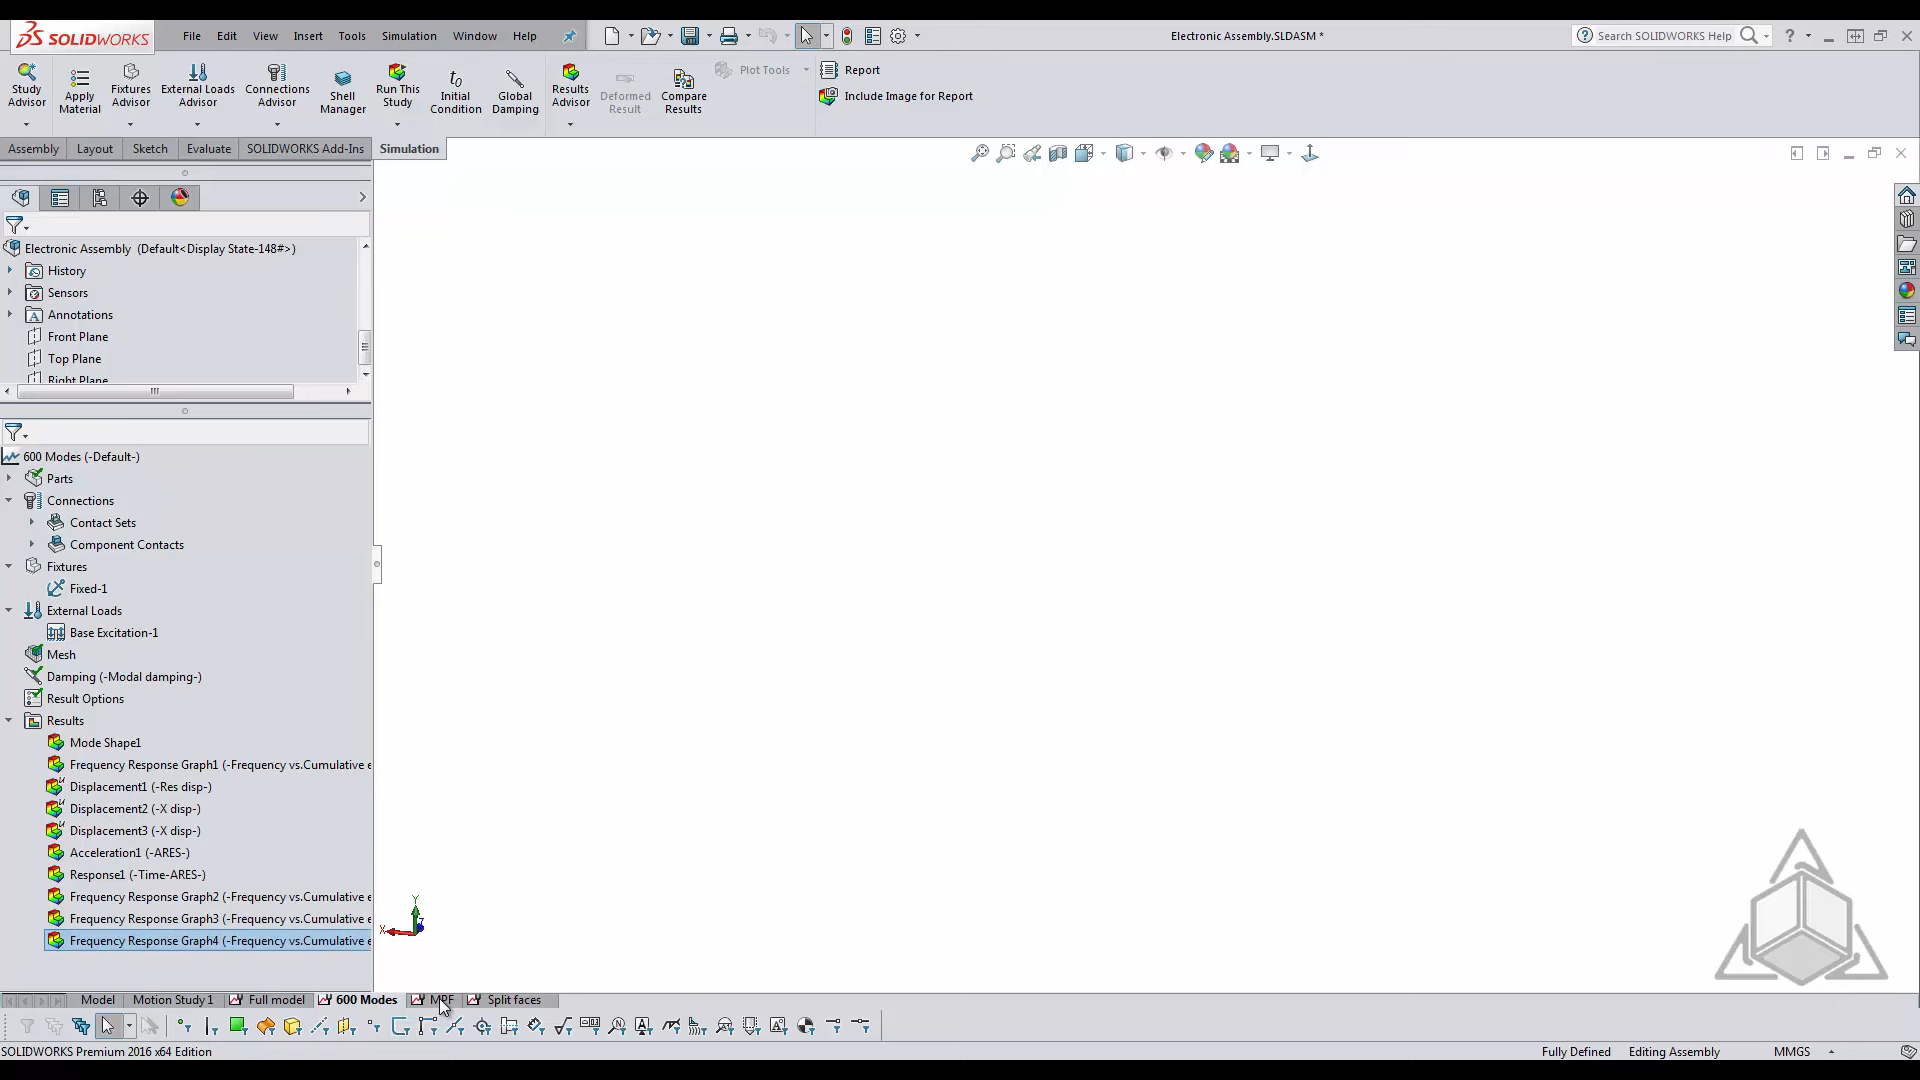 SOLIDWORKS
File Edit View Insert Tools Simulation Window Help
Electronic Assembly.SLDASM *
Search SOLIDWORKS Help
Study Advisor
Apply Material
Fixtures Advisor
External Loads Advisor
Connections Advisor
Shell Manager
Run This Study
Initial Condition
Global Damping
Results Advisor
Deformed Result
Compare Results
Plot Tools
Report
Include Image for Report
Assembly Layout Sketch Evaluate SOLIDWORKS Add-Ins Simulation
Electronic Assembly (Default<Display State-148#>)
History
Sensors
Annotations
Front Plane
Top Plane
Right Plane
600 Modes (-Default-)
Parts
Connections
Contact Sets
Component Contacts
Fixtures
Fixed-1
External Loads
Base Excitation-1
Mesh
Damping (-Modal damping-)
Result Options
Results
Mode Shape1
Frequency Response Graph1 (-Frequency vs.Cumulative e
Displacement1 (-Res disp-)
Displacement2 (-X disp-)
Displacement3 (-X disp-)
Acceleration1 (-ARES-)
Response1 (-Time-ARES-)
Frequency Response Graph2 (-Frequency vs.Cumulative e
Frequency Response Graph3 (-Frequency vs.Cumulative e
Frequency Response Graph4 (-Frequency vs.Cumulative e
Y
X
Z
Model Motion Study 1 Full model 600 Modes MPF Split faces
SOLIDWORKS Premium 2016 x64 Edition
Fully Defined Editing Assembly MMGS